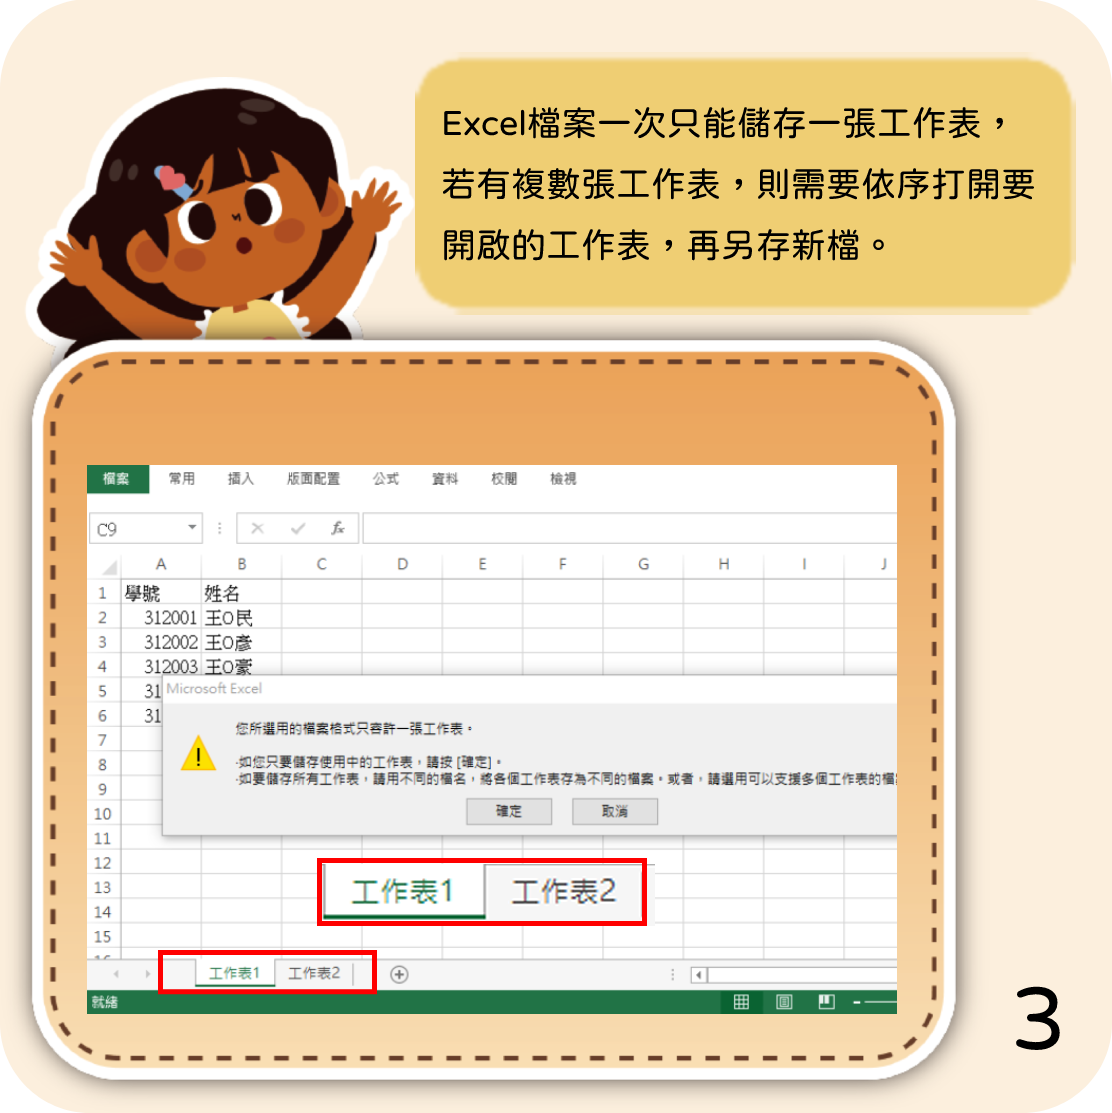 Excel檔案一次只能儲存一張工作表，
若有複數張工作表，則需要依序打開要
開啟的工作表，再另存新檔。
檔案 常用 插入 版面配置 公式 資料 校閱 檢視
C9 fx
A B C D E F G H I J
1 學號 姓名
2 312001 王O民
3 312002 王O彥
4 312003 王O豪
5 31
6 31
Microsoft Excel
7
您所選用的檔案格式只容許一張工作表。
8
‧如您只要儲存使用中的工作表，請按 [確定]。
9
‧如要儲存所有工作表，請用不同的檔名，將各個工作表存為不同的檔案。或者，請選用可以支援多個工作表的檔
10
確定 取消
11
12
13
工作表1 工作表2
14
15
工作表1 工作表2
就緒
3